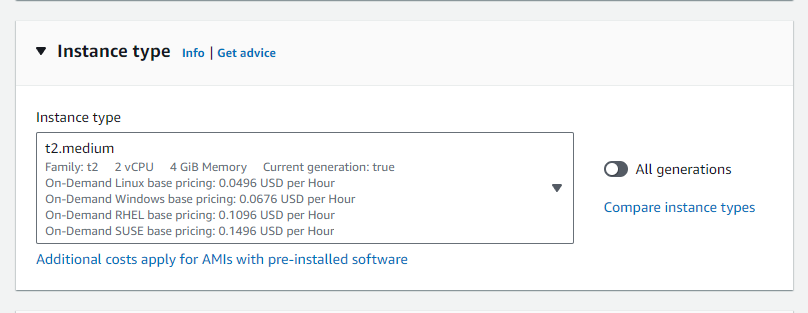 Instance type Info | Get advice
Instance type
t2.medium
Family: t2 2 vCPU 4 GiB Memory Current generation: true
On-Demand Linux base pricing: 0.0496 USD per Hour
On-Demand Windows base pricing: 0.0676 USD per Hour
On-Demand RHEL base pricing: 0.1096 USD per Hour
On-Demand SUSE base pricing: 0.1496 USD per Hour
All generations
Compare instance types
Additional costs apply for AMIs with pre-installed software